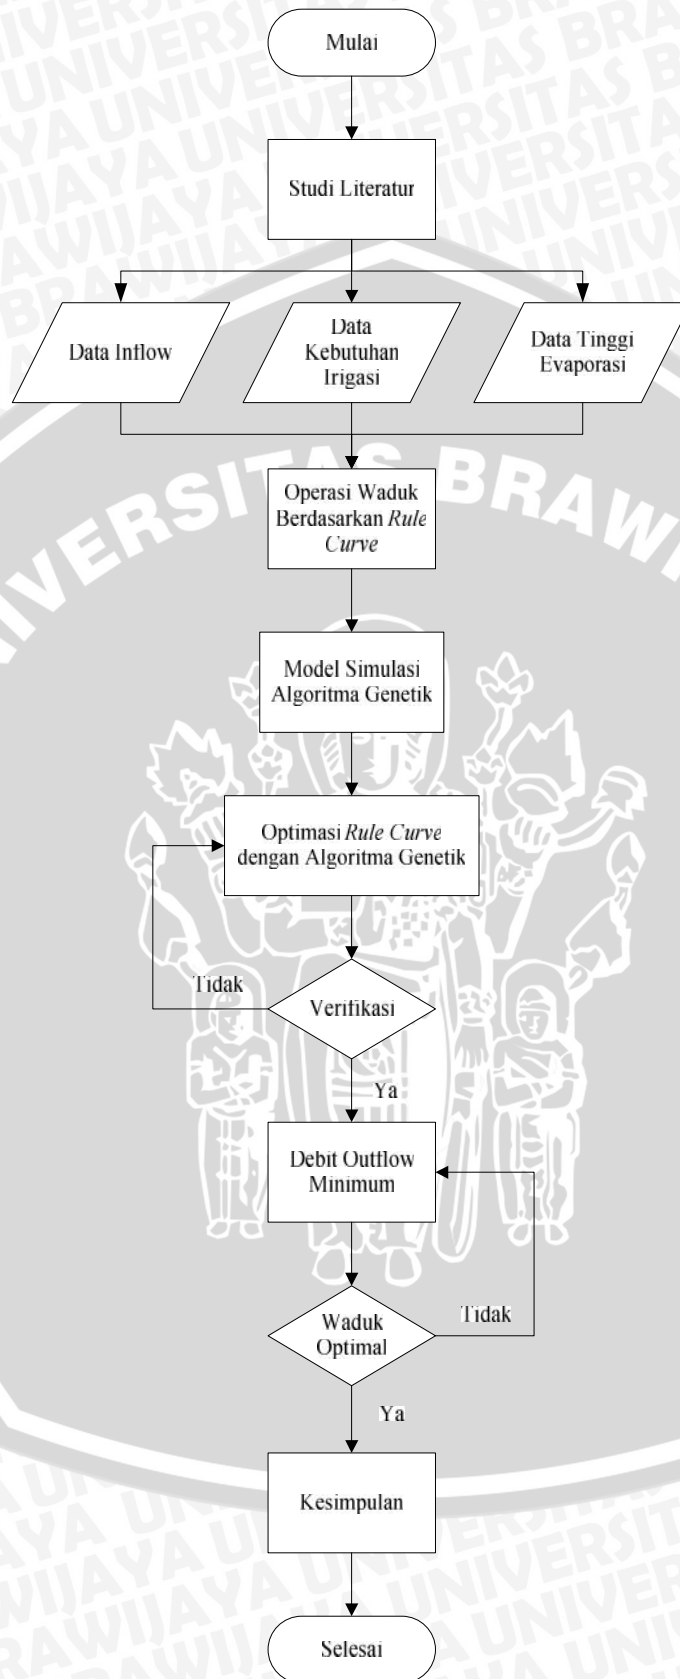 Mulai
Studi Literatur
Data Inflow
Data
Kebutuhan
Irigasi
Data Tinggi
Evaporasi
Operasi Waduk
Berdasarkan Rule
Curve
Model Simulasi
Algoritma Genetik
Optimasi Rule Curve
dengan Algoritma Genetik
Tidak
Verifikasi
Ya
Debit Outflow
Minimum
Waduk
Optimal
Tidak
Ya
Kesimpulan
Selesai
UNIVERSITAS BRAWIJAYA